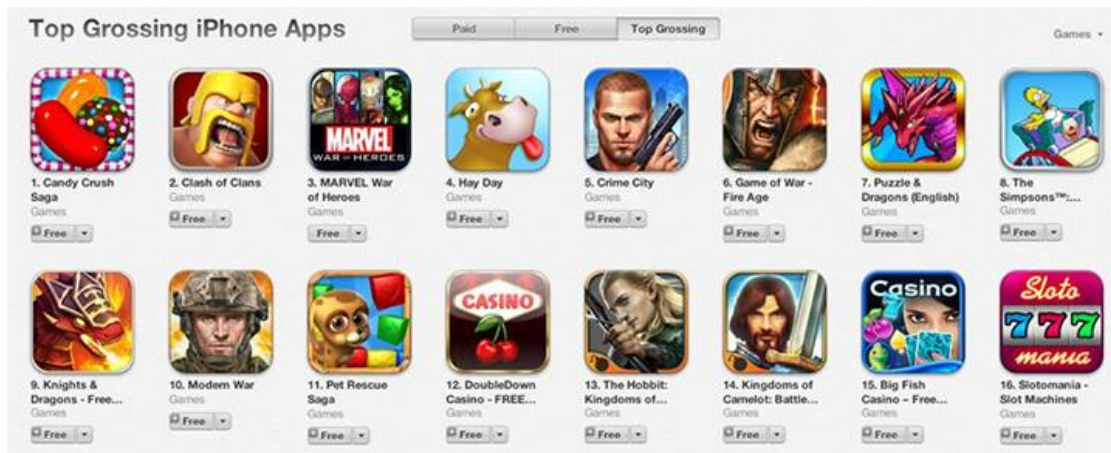 Top Grossing iPhone Apps
Paid Free Top Grossing
Games
MARVEL
WAR OF HEROES
1. Candy Crush
Saga
Games
Free
2. Clash of Clans
Games
Free
3. MARVEL War
of Heroes
Games
Free
4. Hay Day
Games
Free
5. Crime City
Games
Free
6. Game of War -
Fire Age
Games
Free
7. Puzzle &
Dragons (English)
Games
Free
8. The
Simpsons™:...
Games
Free
CASINO
Casino
Sloto
777
mania
9. Knights &
Dragons - Free...
Games
Free
10. Modern War
Games
Free
11. Pet Rescue
Saga
Games
Free
12. DoubleDown
Casino - FREE...
Games
Free
13. The Hobbit:
Kingdoms of...
Games
Free
14. Kingdoms of
Camelot: Battle...
Games
Free
15. Big Fish
Casino – Free...
Games
Free
16. Slotomania -
Slot Machines
Games
Free